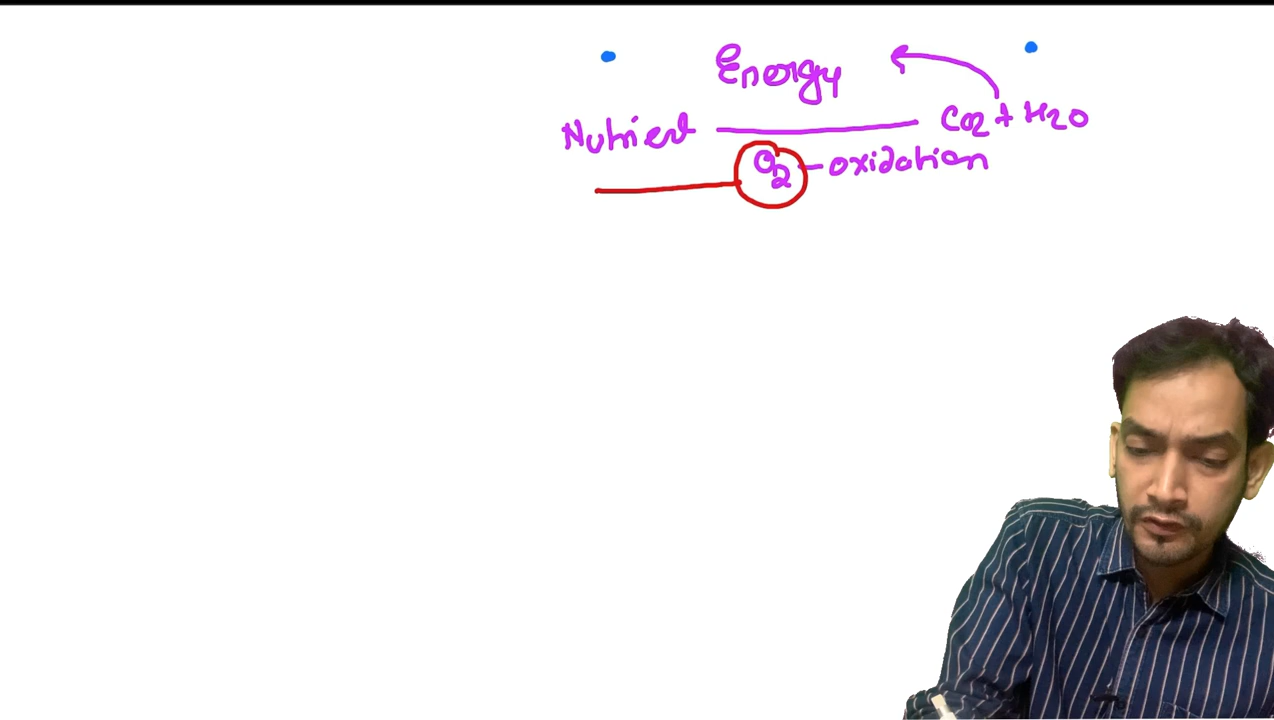 Energy
Nutrient CO2 + H2O
O2 - oxidation